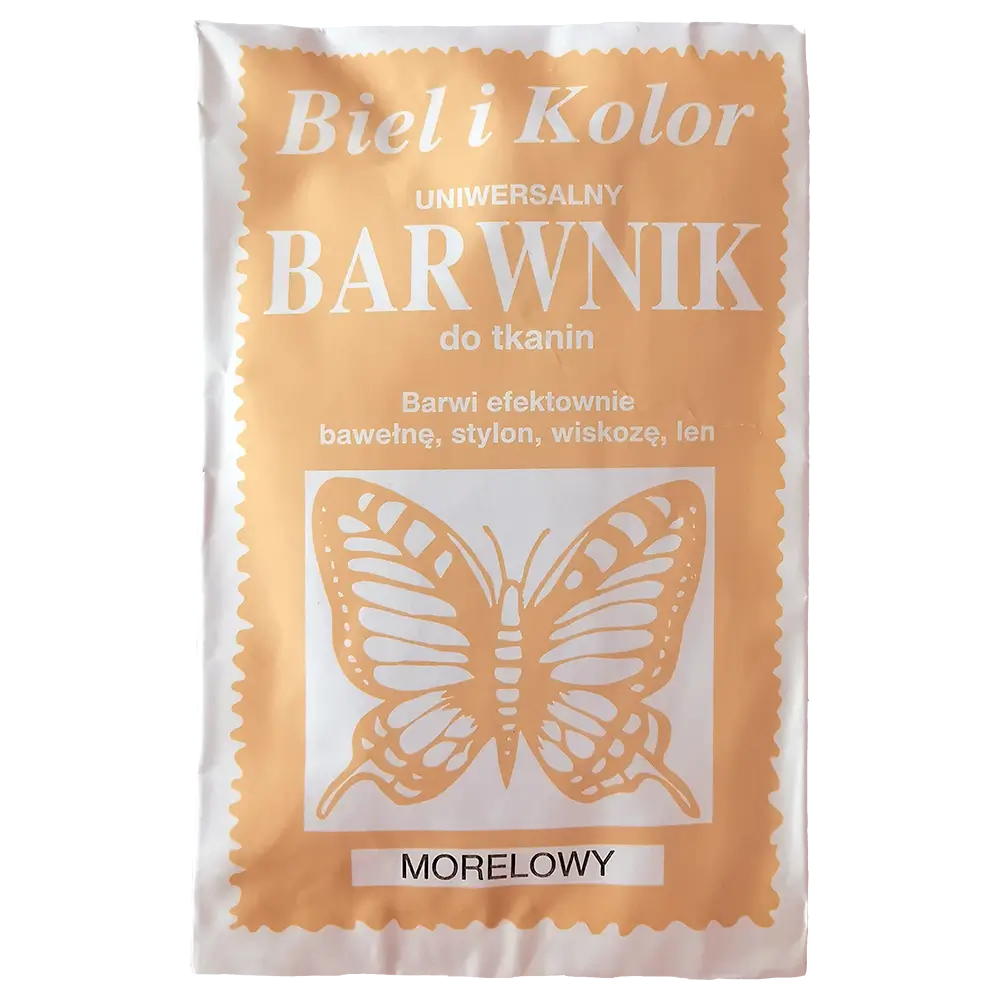 Biel i Kolor
UNIWERSALNY
BARWNIK
do tkanin
Barwi efektownie
bawełnę, stylon, wiskozę, len
MORELOWY